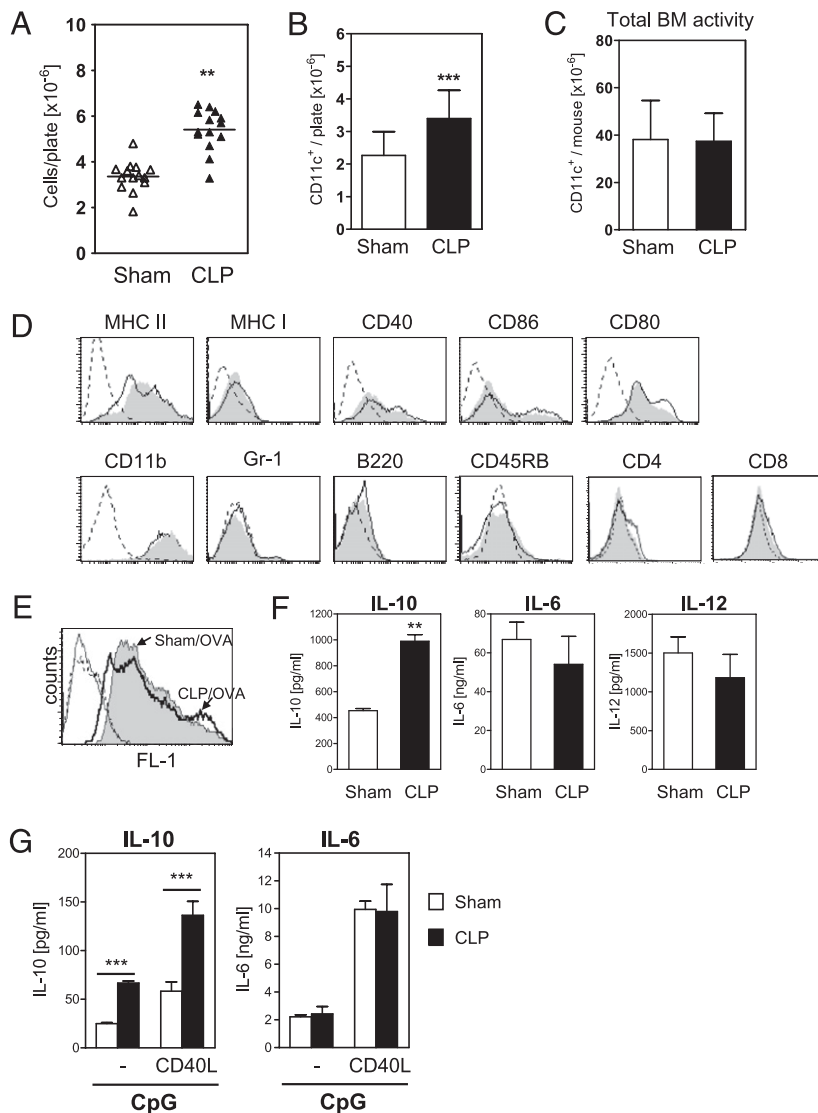 A
Cells/plate [x10⁻⁶]
10
8
6
4
2
0
**
Sham
CLP
B
CD11c⁺ / plate [x10⁻⁶]
6
5
4
3
2
1
0
***
Sham
CLP
C
Total BM activity
CD11c⁺ / mouse [x10⁻⁶]
80
60
40
20
0
Sham
CLP
D
MHC II
MHC I
CD40
CD86
CD80
CD11b
Gr-1
B220
CD45RB
CD4
CD8
E
counts
Sham/OVA
CLP/OVA
FL-1
F
IL-10
IL-10 [pg/ml]
1200
1000
800
600
400
200
0
**
Sham
CLP
IL-6
IL-6 [ng/ml]
80
60
40
20
0
Sham
CLP
IL-12
IL-12 [pg/ml]
2000
1500
1000
500
0
Sham
CLP
G
IL-10
IL-10 [pg/ml]
200
150
100
50
0
***
***
-
CD40L
CpG
IL-6
IL-6 [ng/ml]
14
12
10
8
6
4
2
0
-
CD40L
CpG
Sham
CLP